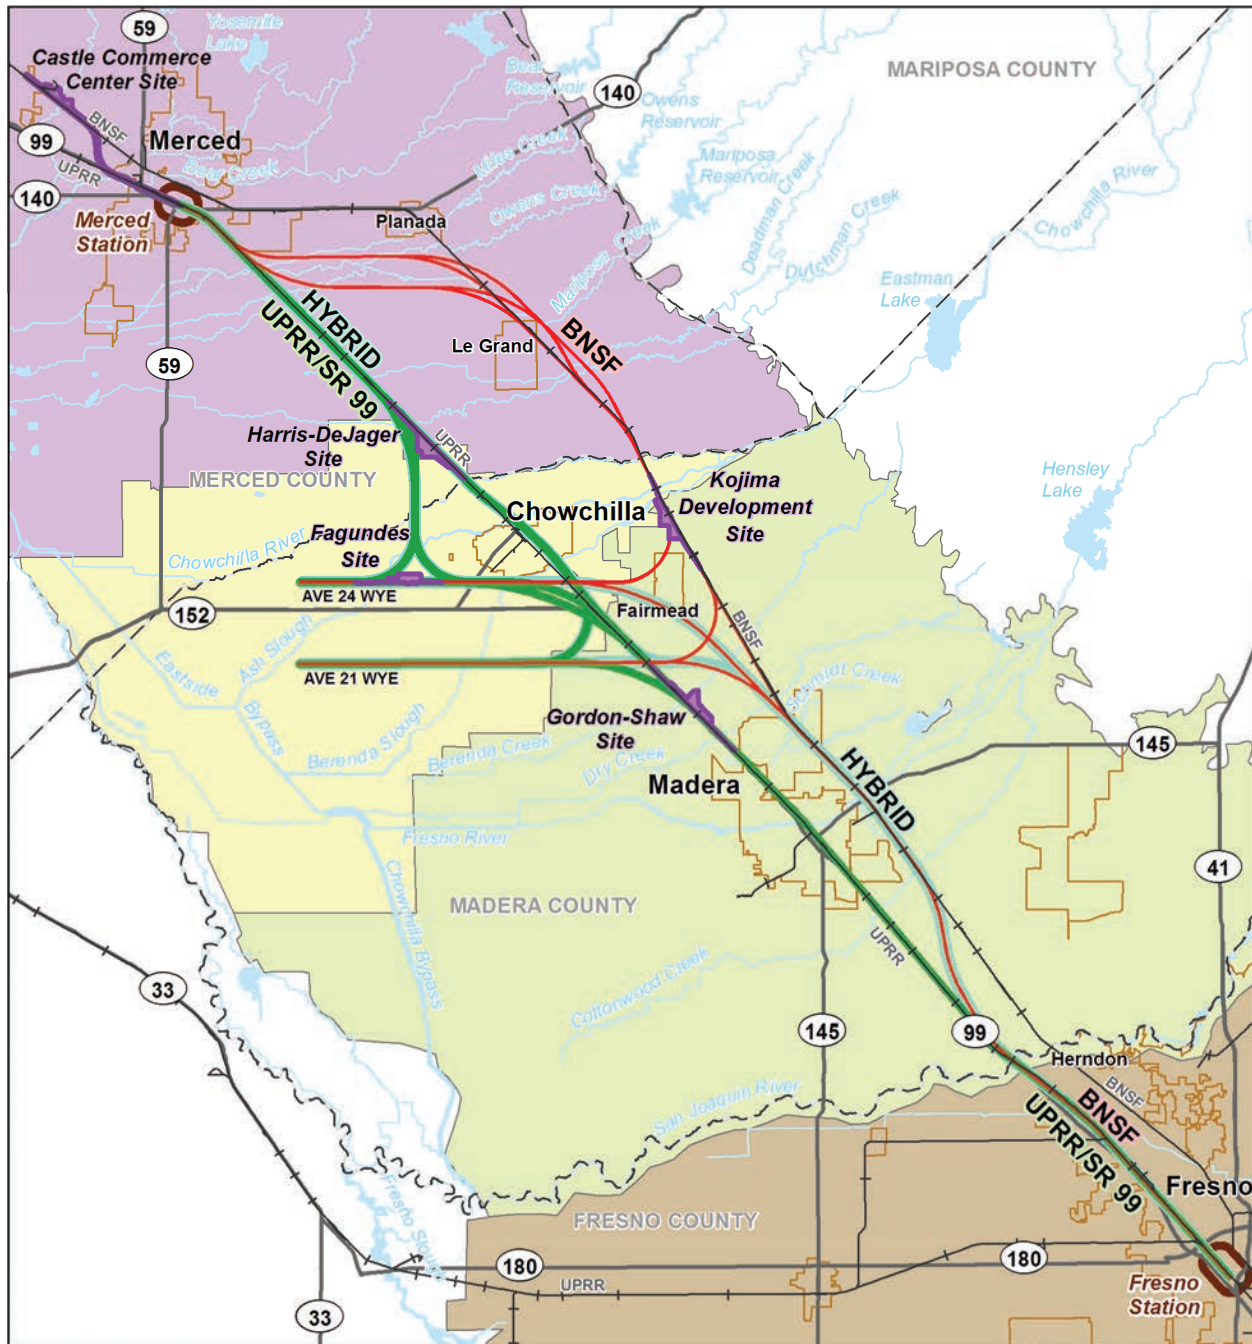 59
Yosemite
Lake
Castle Commerce
Center Site
MARIPOSA COUNTY
Bear
Reservoir
140
Owens
Reservoir
BNSF
99
Merced
UPRR
Bear Creek
Miles Creek
Mariposa
Reservoir
Deadman Creek
Chowchilla River
140
Owens Creek
Dutchman Creek
Merced
Station
Planada
Mariposa Creek
Eastman
Lake
HYBRID
UPRR/SR 99
BNSF
Le Grand
59
Harris-DeJager
Site
UPRR
MERCED COUNTY
Kojima
Development
Site
Hensley
Lake
Chowchilla
Fagundes
Site
Chowchilla River
AVE 24 WYE
152
Fairmead
BNSF
Ash Slough
Eastside
Bypass
AVE 21 WYE
Schmidt Creek
Gordon-Shaw
Site
Berenda Slough
Berenda Creek
Dry Creek
145
HYBRID
Madera
Fresno River
41
Chowchilla Bypass
MADERA COUNTY
UPRR
33
Cottonwood Creek
145
99
Herndon
BNSF
San Joaquin River
BNSF
UPRR/SR 99
Fresno
Fresno Slough
FRESNO COUNTY
180
180
UPRR
Fresno
Station
33